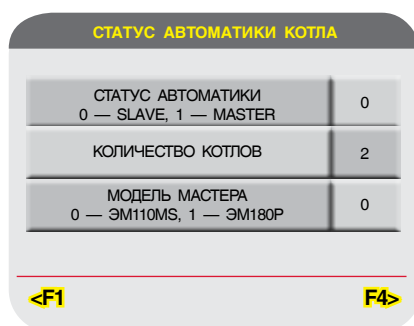 СТАТУС АВТОМАТИКИ КОТЛА
СТАТУС АВТОМАТИКИ
0 — SLAVE, 1 — MASTER
0
КОЛИЧЕСТВО КОТЛОВ
2
МОДЕЛЬ МАСТЕРА
0 — ЭМ110MS, 1 — ЭМ180Р
0
<F1
F4>